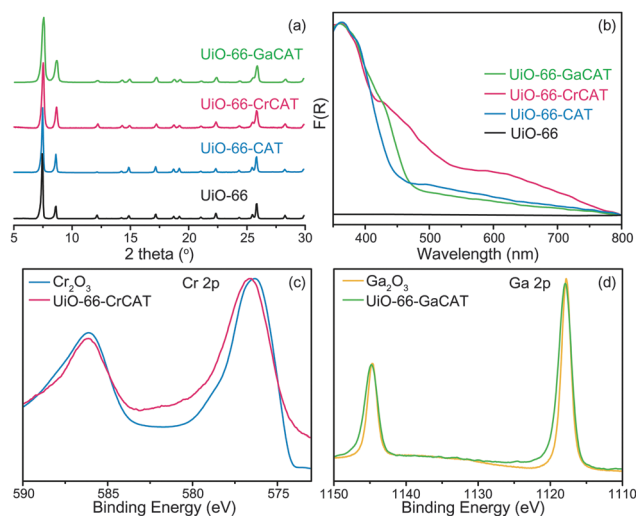 (a)
UiO-66-GaCAT
UiO-66-CrCAT
UiO-66-CAT
UiO-66
5 10 15 20 25 30
2 theta (°)
(b)
F(R)
UiO-66-GaCAT
UiO-66-CrCAT
UiO-66-CAT
UiO-66
400 500 600 700 800
Wavelength (nm)
(c)
Cr₂O₃
Cr 2p
UiO-66-CrCAT
590 585 580 575
Binding Energy (eV)
(d)
Ga₂O₃
Ga 2p
UiO-66-GaCAT
1150 1140 1130 1120 1110
Binding Energy (eV)